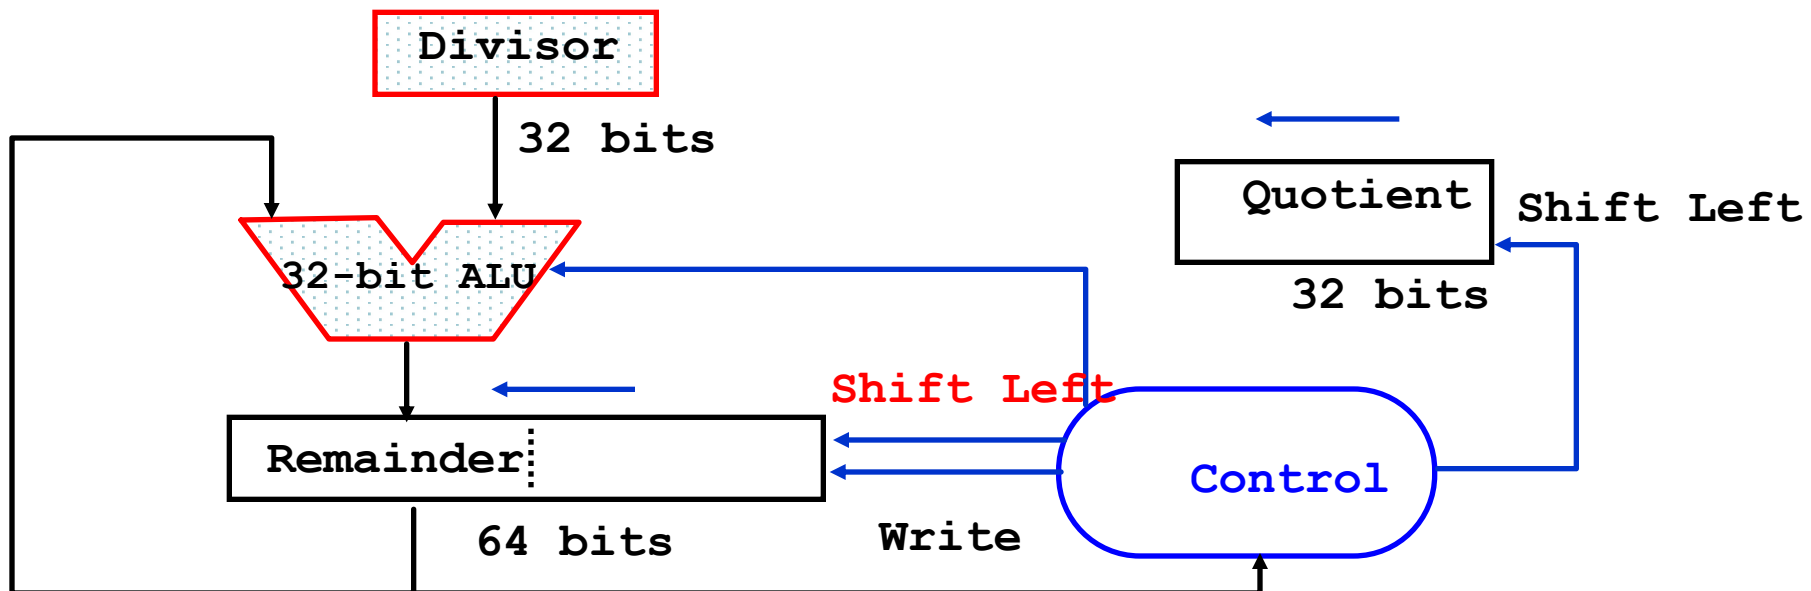 Divisor
32 bits
Quotient
Shift Left
32-bit ALU
32 bits
Shift Left
Remainder
Control
64 bits
Write